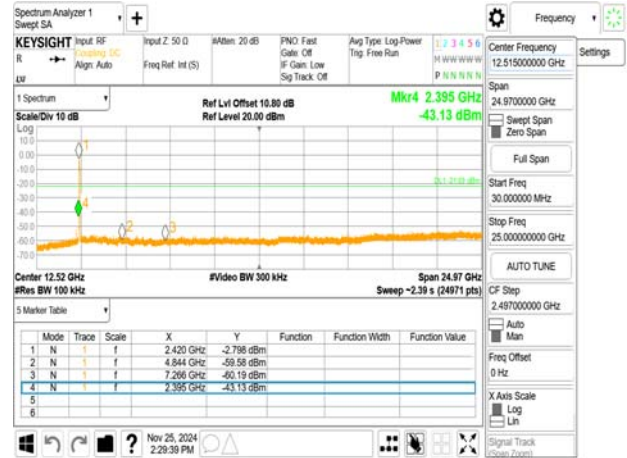 Spectrum Analyzer 1
Swept SA
+
Frequency
KEYSIGHT
R
LXI
Input: RF
Coupling: DC
Align: Auto
Input Z: 50 Ω
Freq Ref: Int (S)
#Atten: 20 dB
PNO: Fast
Gate: Off
IF Gain: Low
Sig Track: Off
Avg Type: Log-Power
Trig: Free Run
1 2 3 4 5 6
M W W W W W
P N N N N N
Center Frequency
12.515000000 GHz
Settings
Span
24.9700000 GHz
Swept Span
Zero Span
Full Span
Start Freq
30.000000 MHz
Stop Freq
25.000000000 GHz
AUTO TUNE
CF Step
2.497000000 GHz
Auto
Man
Freq Offset
0 Hz
X Axis Scale
Log
Lin
Signal Track
(Span Zoom)
1 Spectrum
Scale/Div 10 dB
Ref Lvl Offset 10.80 dB
Ref Level 20.00 dBm
Mkr4 2.395 GHz
-43.13 dBm
Log
10.0
0.00
-10.0
-20.0
-30.0
-40.0
-50.0
-60.0
-70.0
1
4
2
3
Center 12.52 GHz
#Res BW 100 kHz
#Video BW 300 kHz
Span 24.97 GHz
Sweep ~2.39 s (24971 pts)
5 Marker Table
Mode Trace Scale X Y Function Function Width Function Value
1 N 1 f 2.420 GHz -2.798 dBm
2 N 1 f 4.844 GHz -59.58 dBm
3 N 1 f 7.266 GHz -60.19 dBm
4 N 1 f 2.395 GHz -43.13 dBm
5
6
?
Nov 25, 2024
2:29:39 PM